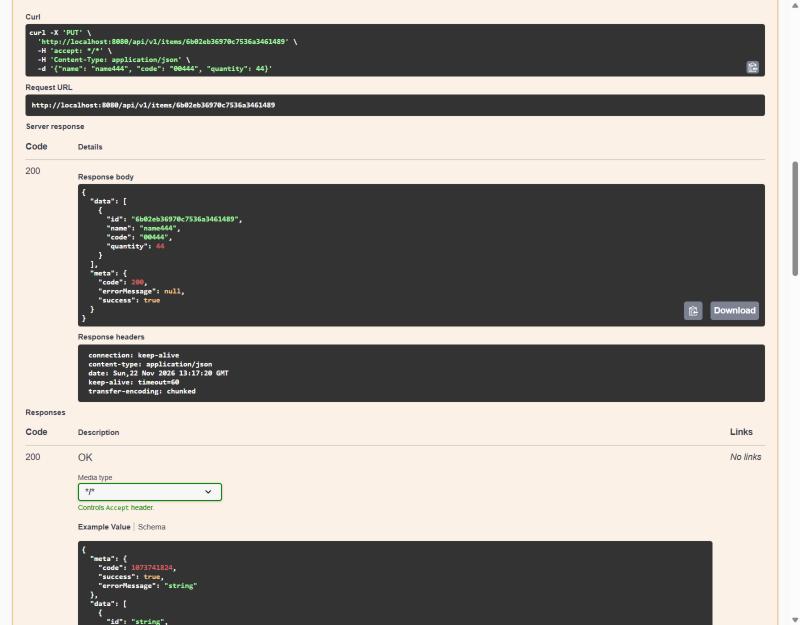 Curl
curl -X 'PUT' \
  'http://localhost:8080/api/v1/items/6b02eb36970c7536a3461489' \
  -H 'accept: */*' \
  -H 'Content-Type: application/json' \
  -d '{"name": "name444", "code": "00444", "quantity": 44}'
Request URL
http://localhost:8080/api/v1/items/6b02eb36970c7536a3461489
Server response
Code Details
200
Response body
{
  "data": [
    {
      "id": "6b02eb36970c7536a3461489",
      "name": "name444",
      "code": "00444",
      "quantity": 44
    }
  ],
  "meta": {
    "code": 200,
    "errorMessage": null,
    "success": true
  }
}
Download
Response headers
connection: keep-alive
content-type: application/json
date: Sun,22 Nov 2026 13:17:20 GMT
keep-alive: timeout=60
transfer-encoding: chunked
Responses
Code Description Links
200 OK No links
Media type
*/*
Controls Accept header.
Example Value | Schema
{
  "meta": {
    "code": 1073741824,
    "success": true,
    "errorMessage": "string"
  },
  "data": [
    {
      "id": "string",